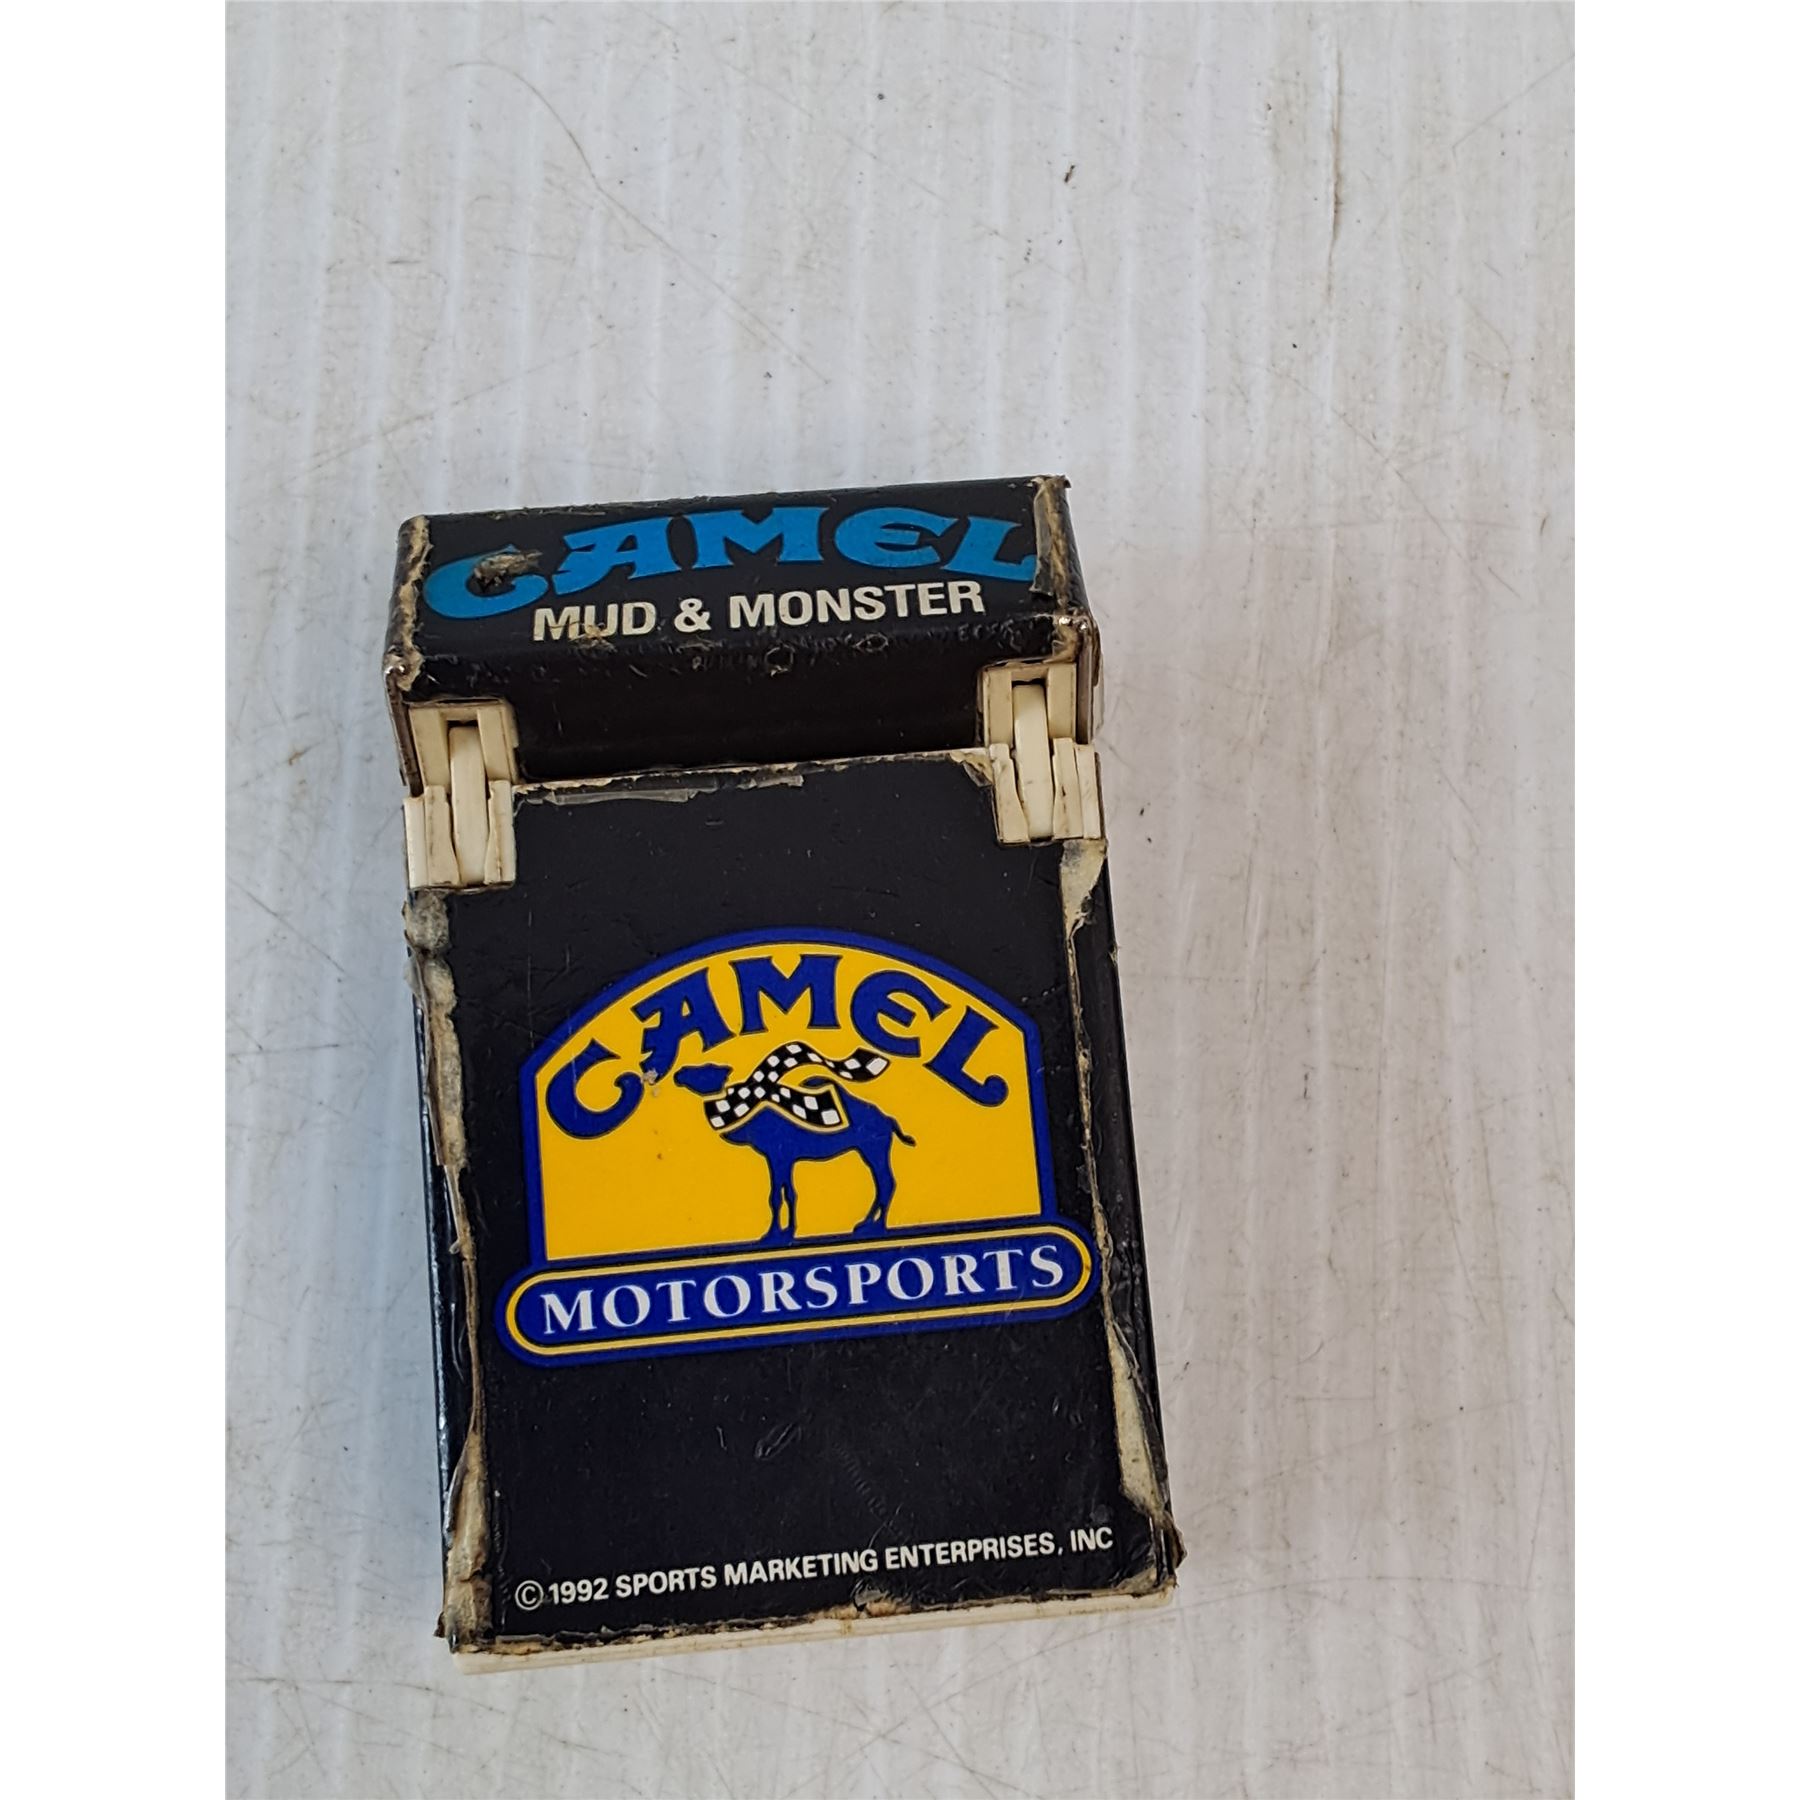 CAMEL
MUD & MONSTER
CAMEL
MOTORSPORTS
© 1992 SPORTS MARKETING ENTERPRISES, INC